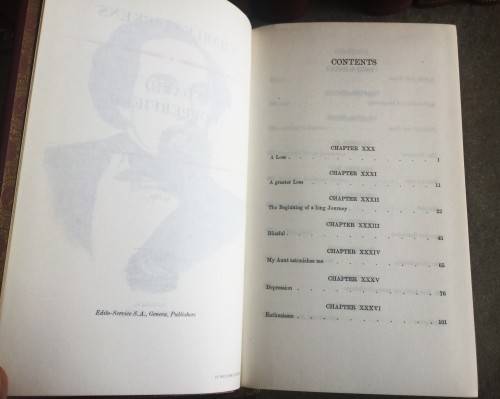 Edito-Service S.A., Geneva, Publishers
CONTENTS
CHAPTER XXX
A Loss . . . . . . . . 1
CHAPTER XXXI
A greater Loss . . . . . . . . 11
CHAPTER XXXII
The Beginning of a long Journey . . . . . . . 22
CHAPTER XXXIII
Blissful . . . . . . . . 41
CHAPTER XXXIV
My Aunt astonishes me . . . . . . . 65
CHAPTER XXXV
Depression . . . . . . . . 76
CHAPTER XXXVI
Enthusiasm . . . . . . . . 101